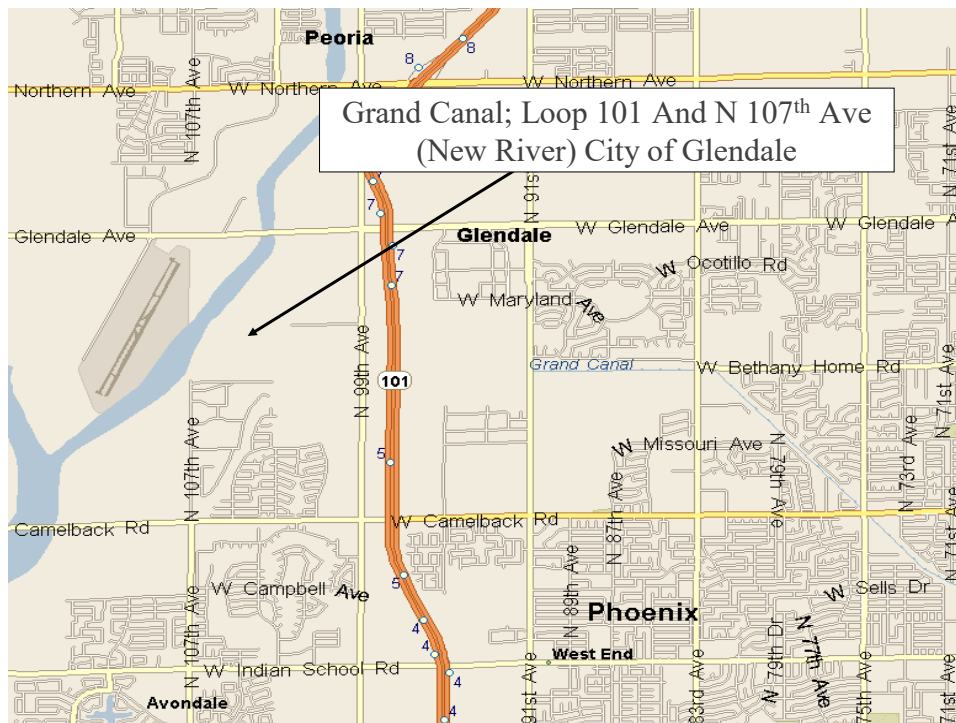 Peoria
8
8
Northern Ave
W Northern Ave
W Northern Ave
N 107th Ave
N 71st Ave
Grand Canal; Loop 101 And N 107th Ave
(New River) City of Glendale
N 91st
7
Glendale Ave
Glendale
W Glendale Ave
W Glendale
7
7
W Ocotillo Rd
W Maryland Ave
N 99th Ave
Grand Canal
W Bethany Home Rd
101
N 71st Ave
N 107th Ave
W Missouri Ave
N 79th Ave
N 73rd Ave
5
N 87th Ave
Camelback Rd
W Camelback Rd
N 71st
5
W Campbell Ave
N 89th Ave
W Sells Dr
Phoenix
4
N 107th Ave
4
W Indian School Rd
West End
4
N 91st Ave
N 83rd Ave
N 79th Dr
N 77th Ave
N 75th Ave
N 71st Ave
Avondale
4